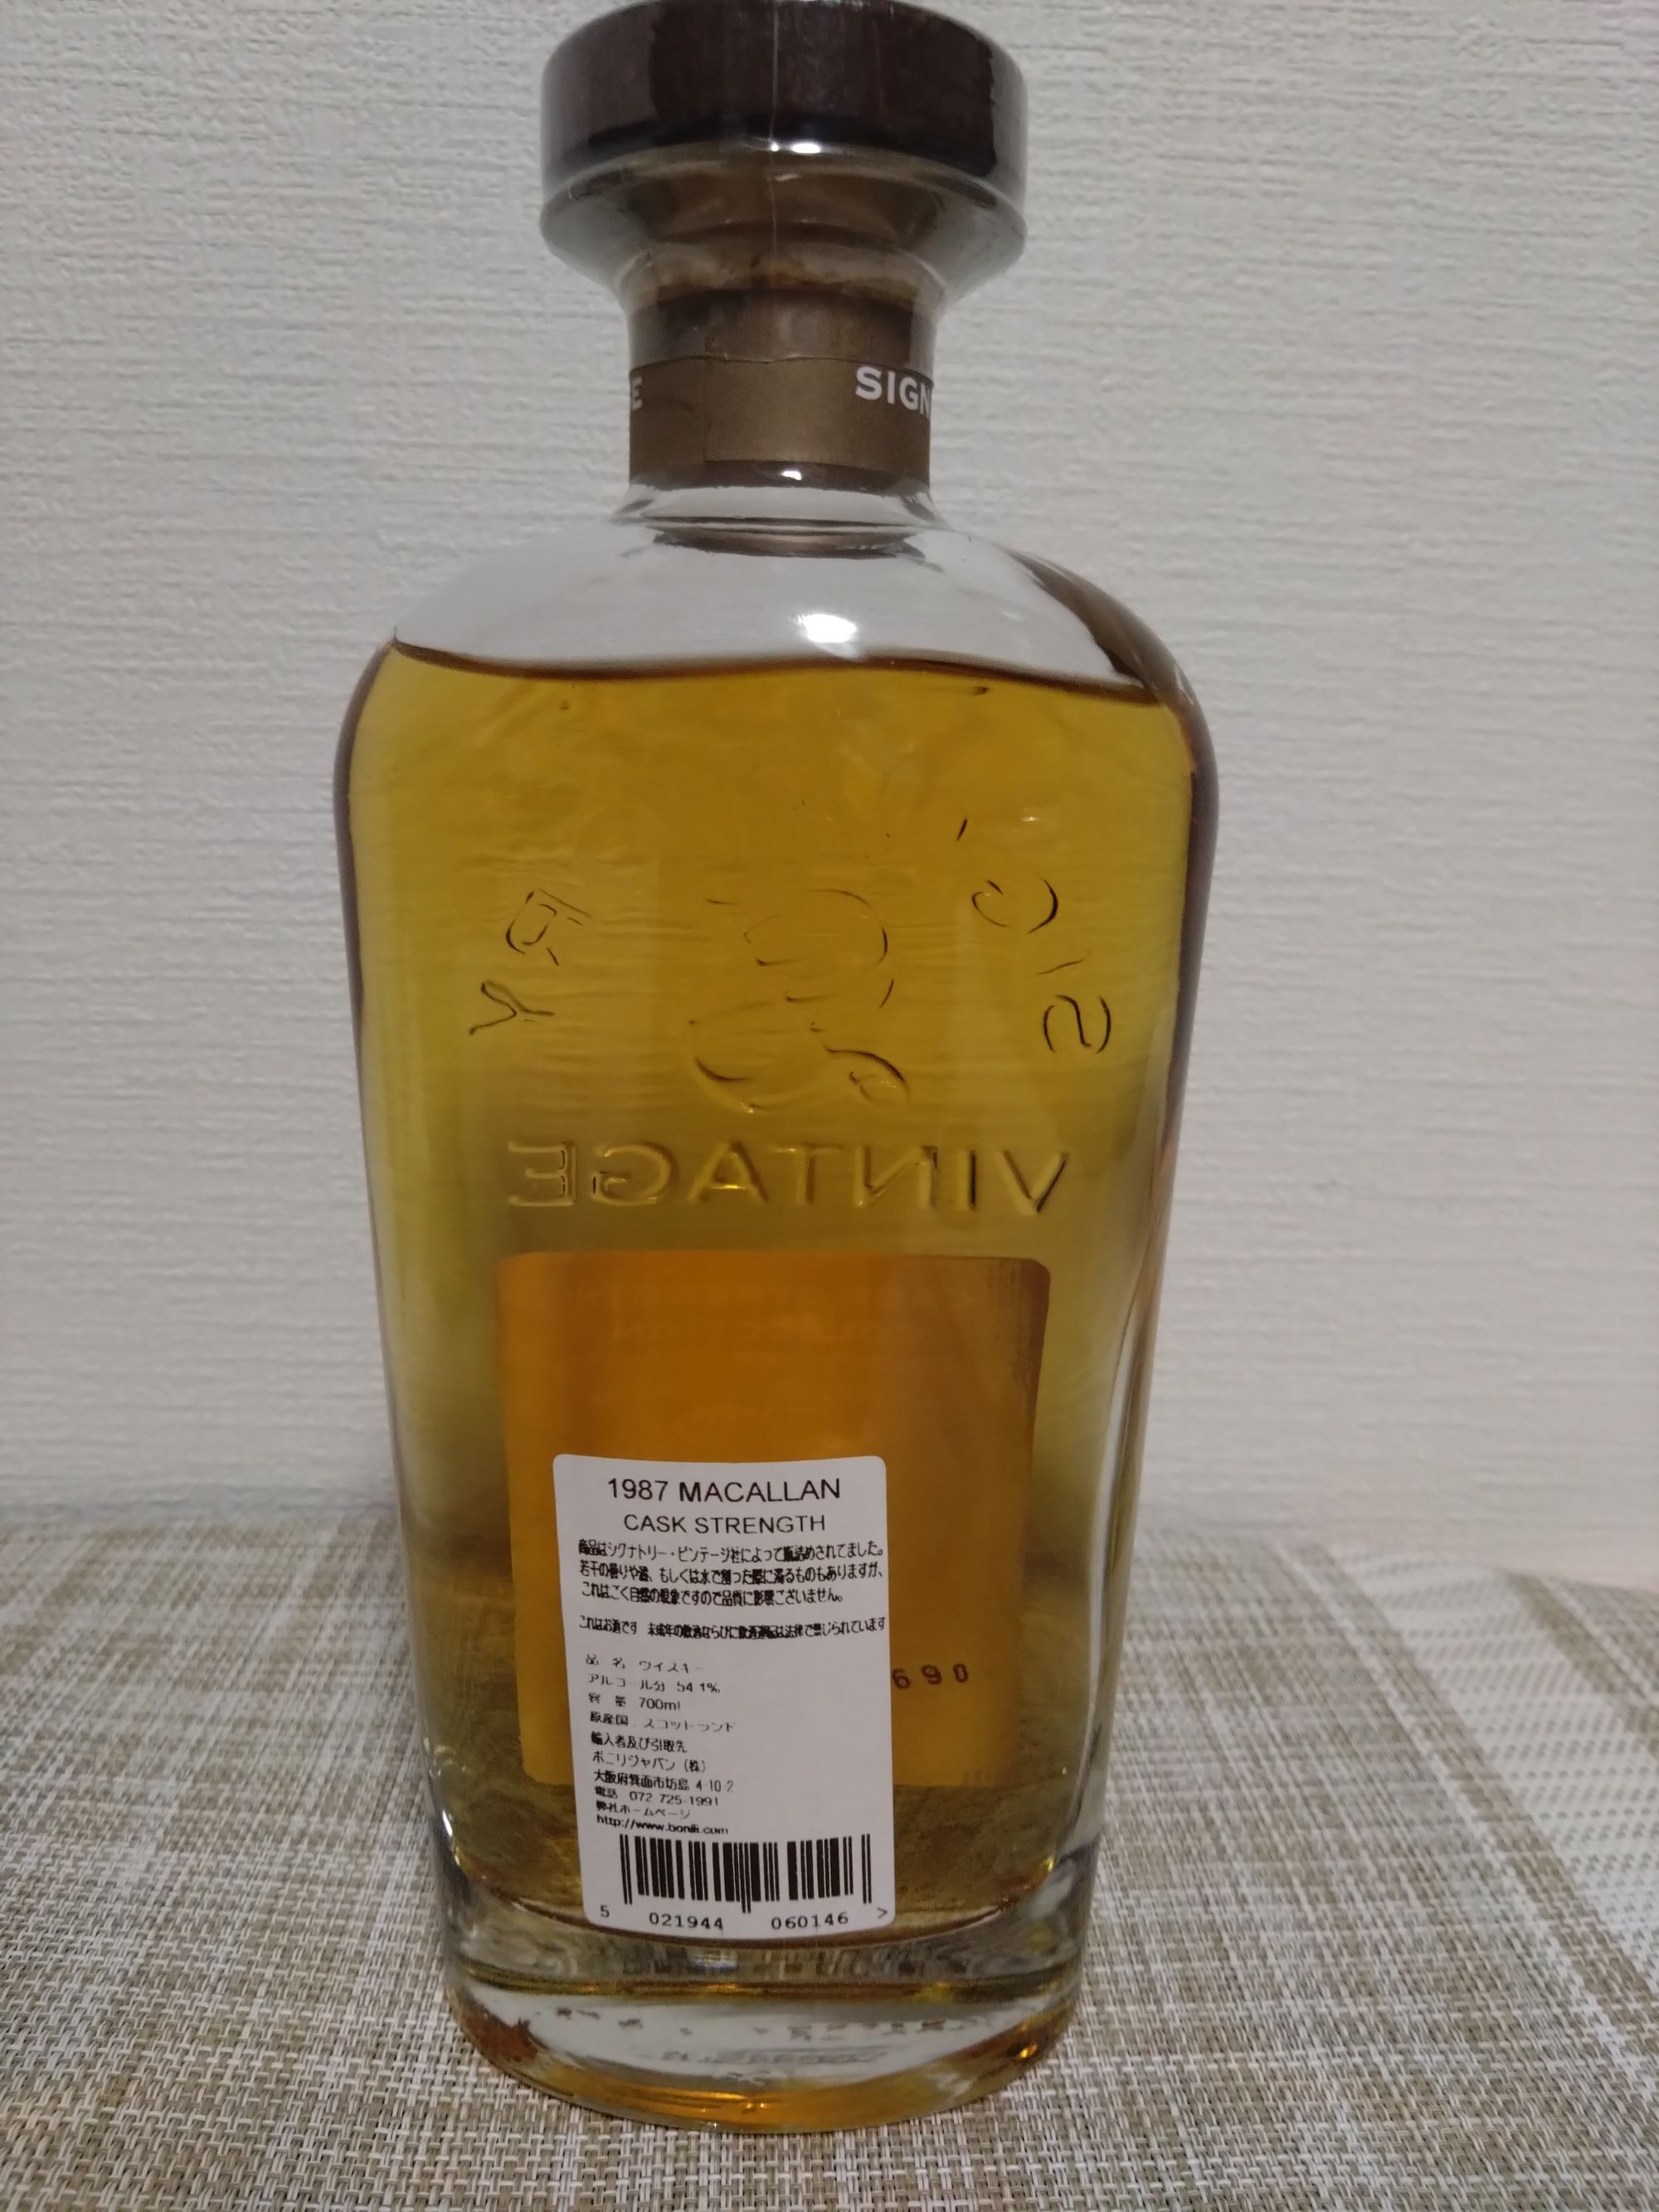 E SIGN
VINTAGE
1987 MACALLAN
CASK STRENGTH
商品はシグナトリー・ビンテージ社によって瓶詰めされてました。
若干の曇りや澱、もしくは水で割った際に濁るものもありますが、
これはごく自然の現象ですので品質に影響ございません。
これはお酒です 未成年の飲酒ならびに飲酒運転は法律で禁じられています
品 名 ウイスキー
アルコール分 54.1%
容 量 700ml
原産国 スコットランド
輸入者及び引取先
ボニリジャパン（株）
大阪府箕面市坊島 4-10-2
電話 072-725-1991
弊社ホームページ
http://www.bonili.com
690
5 021944 060146 >